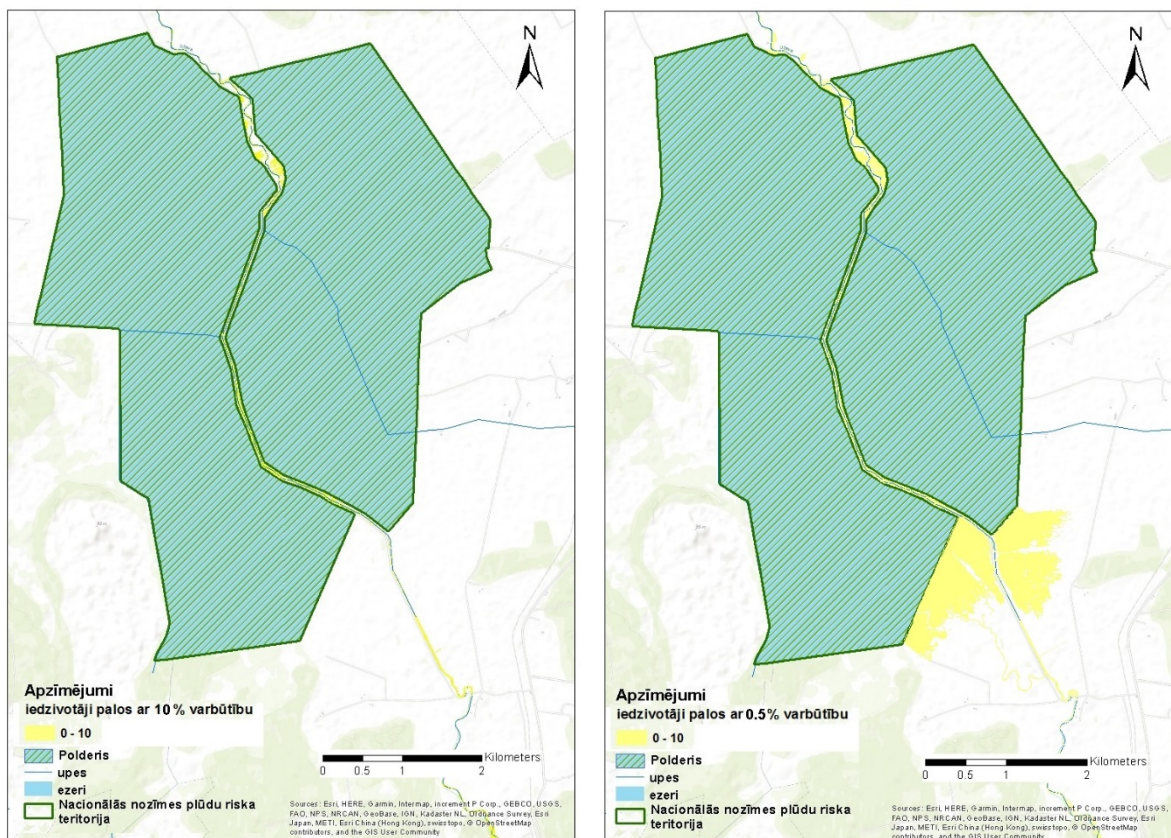 N
Apzīmējumi
iedzivotāji palos ar 10% varbūtību
0 - 10
Polderis
upes
ezeri
Nacionālās nozīmes plūdu riska
teritorija
Kilometers
0 0.5 1 2
Sources: Esri, HERE, Garmin, Intermap, increment P Corp., GEBCO, USGS,
FAO, NPS, NRCAN, GeoBase, IGN, Kadaster NL, Ordnance Survey, Esri
Japan, METI, Esri China (Hong Kong), swisstopo, © OpenStreetMap
contributors, and the GIS User Community
N
Apzīmējumi
iedzivotāji palos ar 0.5% varbūtību
0 - 10
Polderis
upes
ezeri
Nacionālās nozīmes plūdu riska
teritorija
Kilometers
0 0.5 1 2
Sources: Esri, HERE, Garmin, Intermap, increment P Corp., GEBCO, USGS,
FAO, NPS, NRCAN, GeoBase, IGN, Kadaster NL, Ordnance Survey, Esri
Japan, METI, Esri China (Hong Kong), swisstopo, © OpenStreetMap
contributors, and the GIS User Community